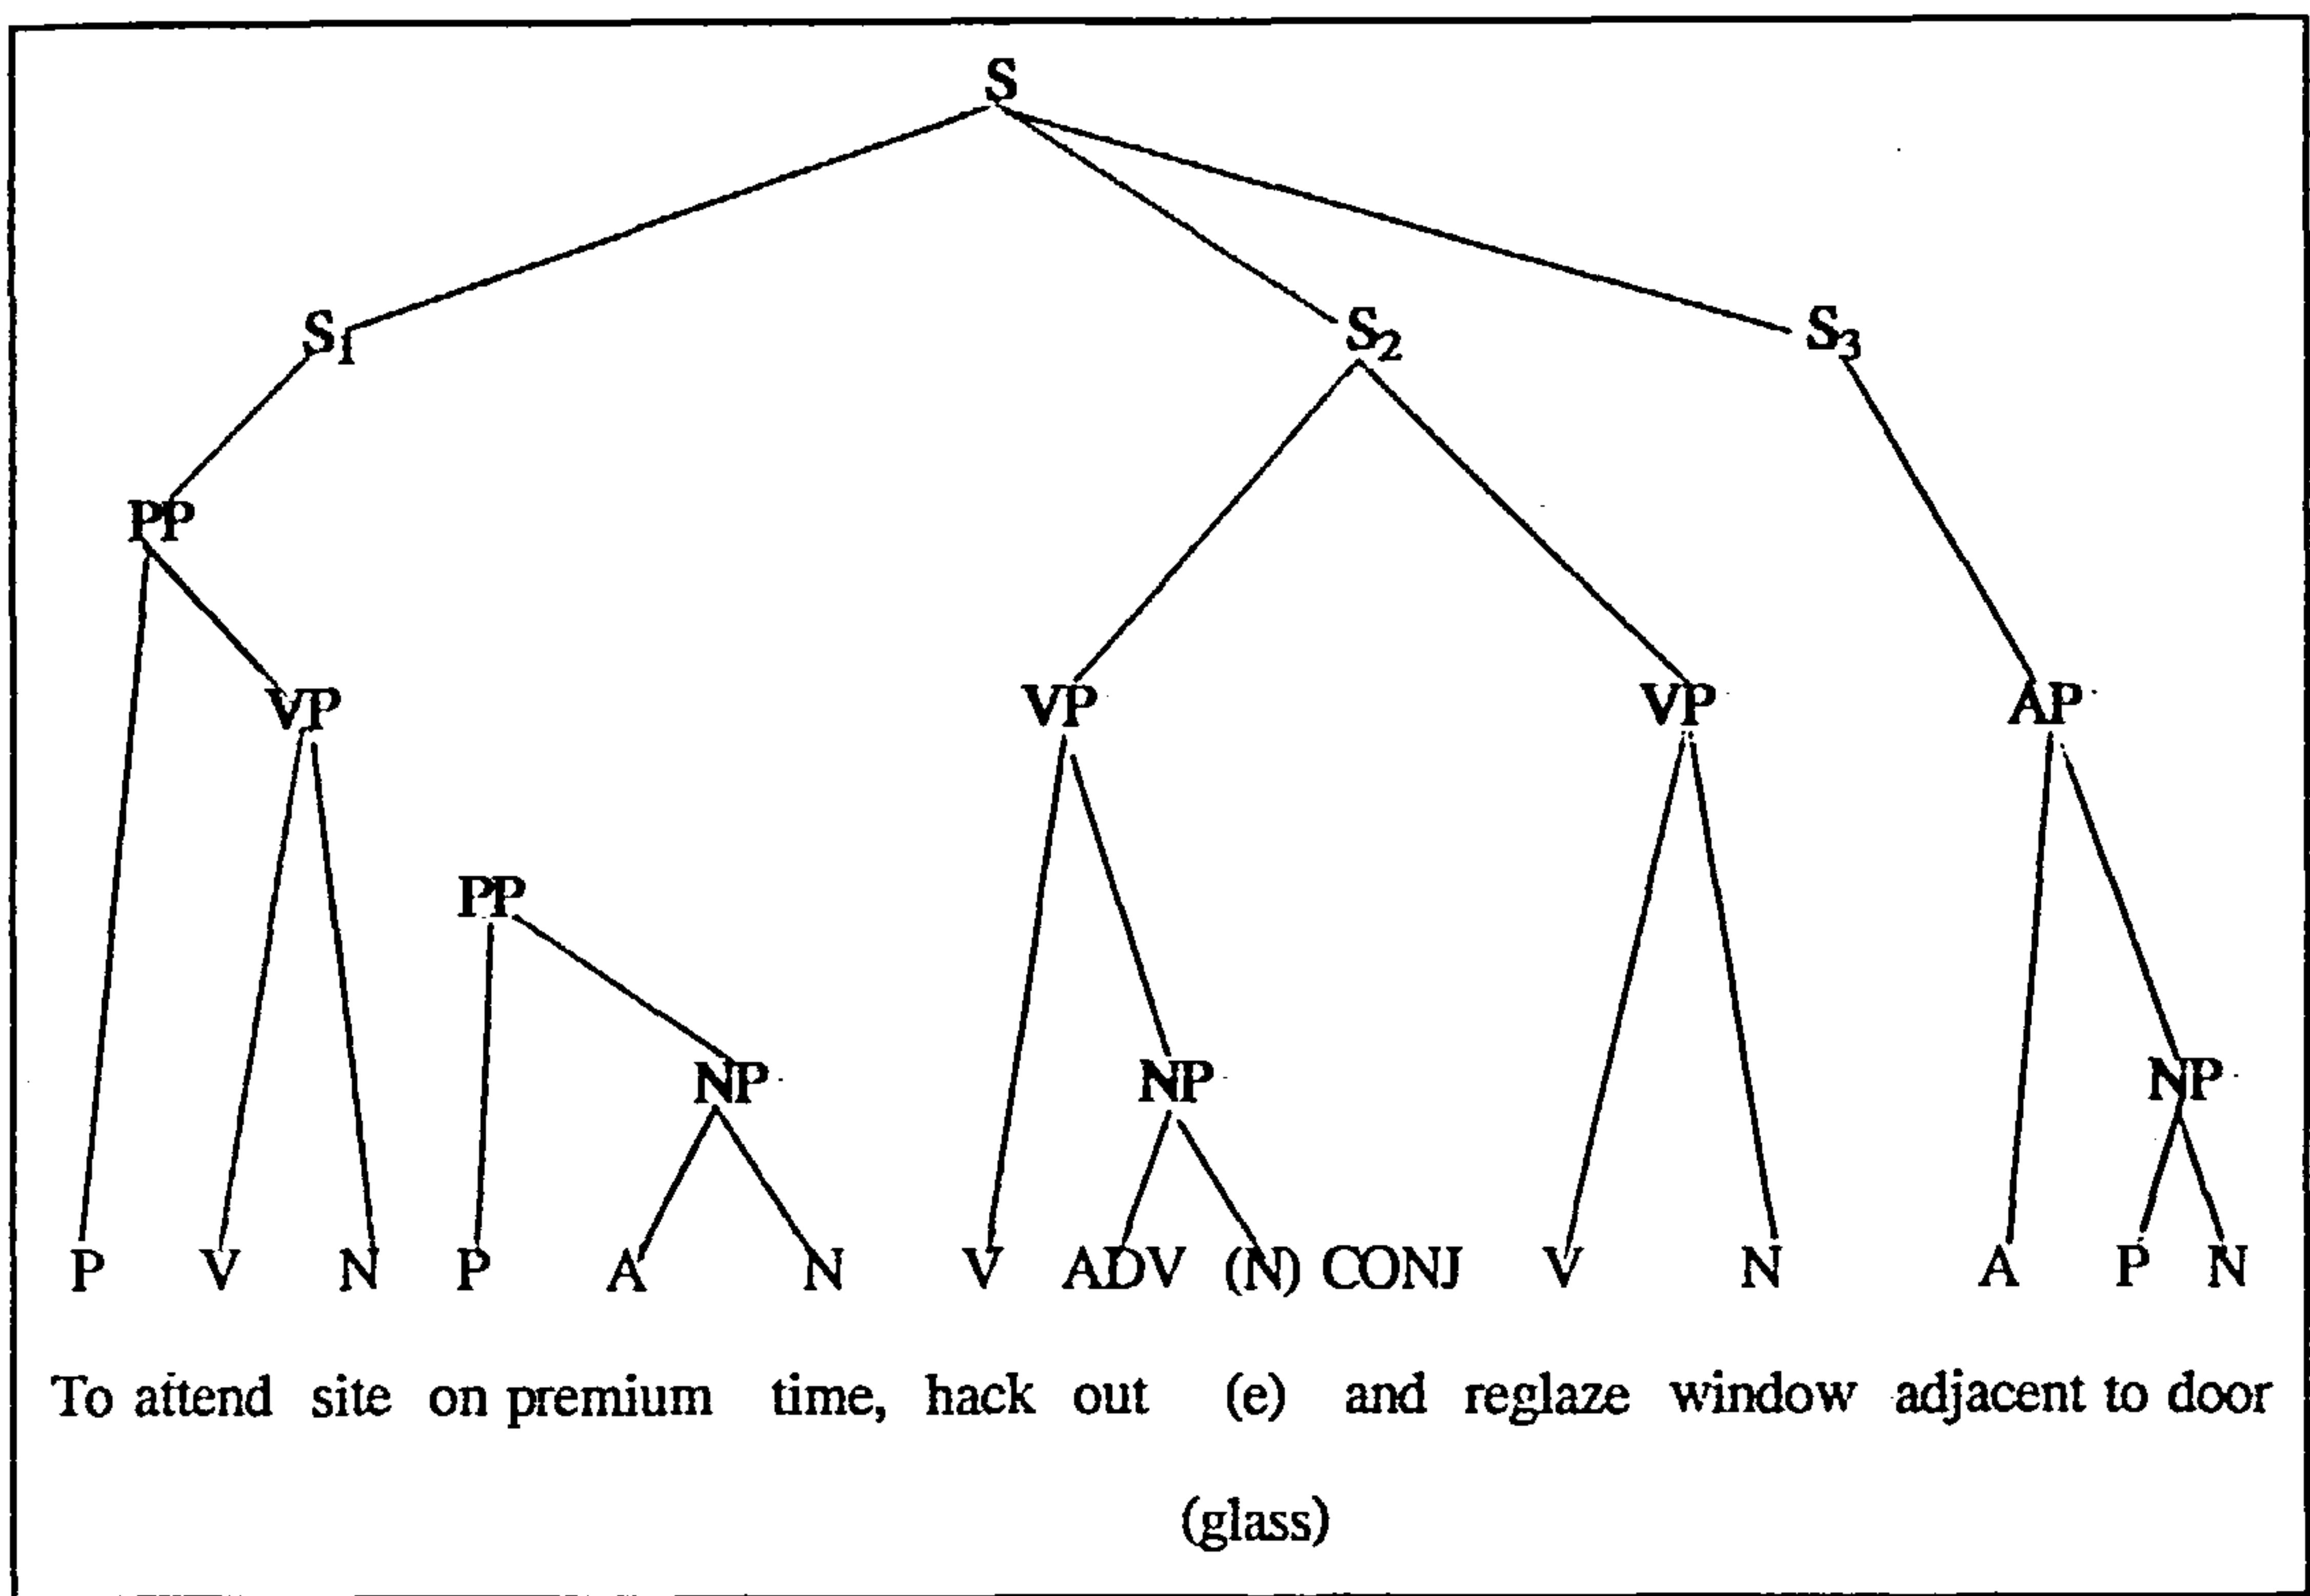 S
S1 S2 S3
PP
VP VP VP AP
PP
NP NP NP
P V N P A N V ADV (N) CONJ V N A P N
To attend site on premium time, hack out (e) and reglaze window adjacent to door
(glass)